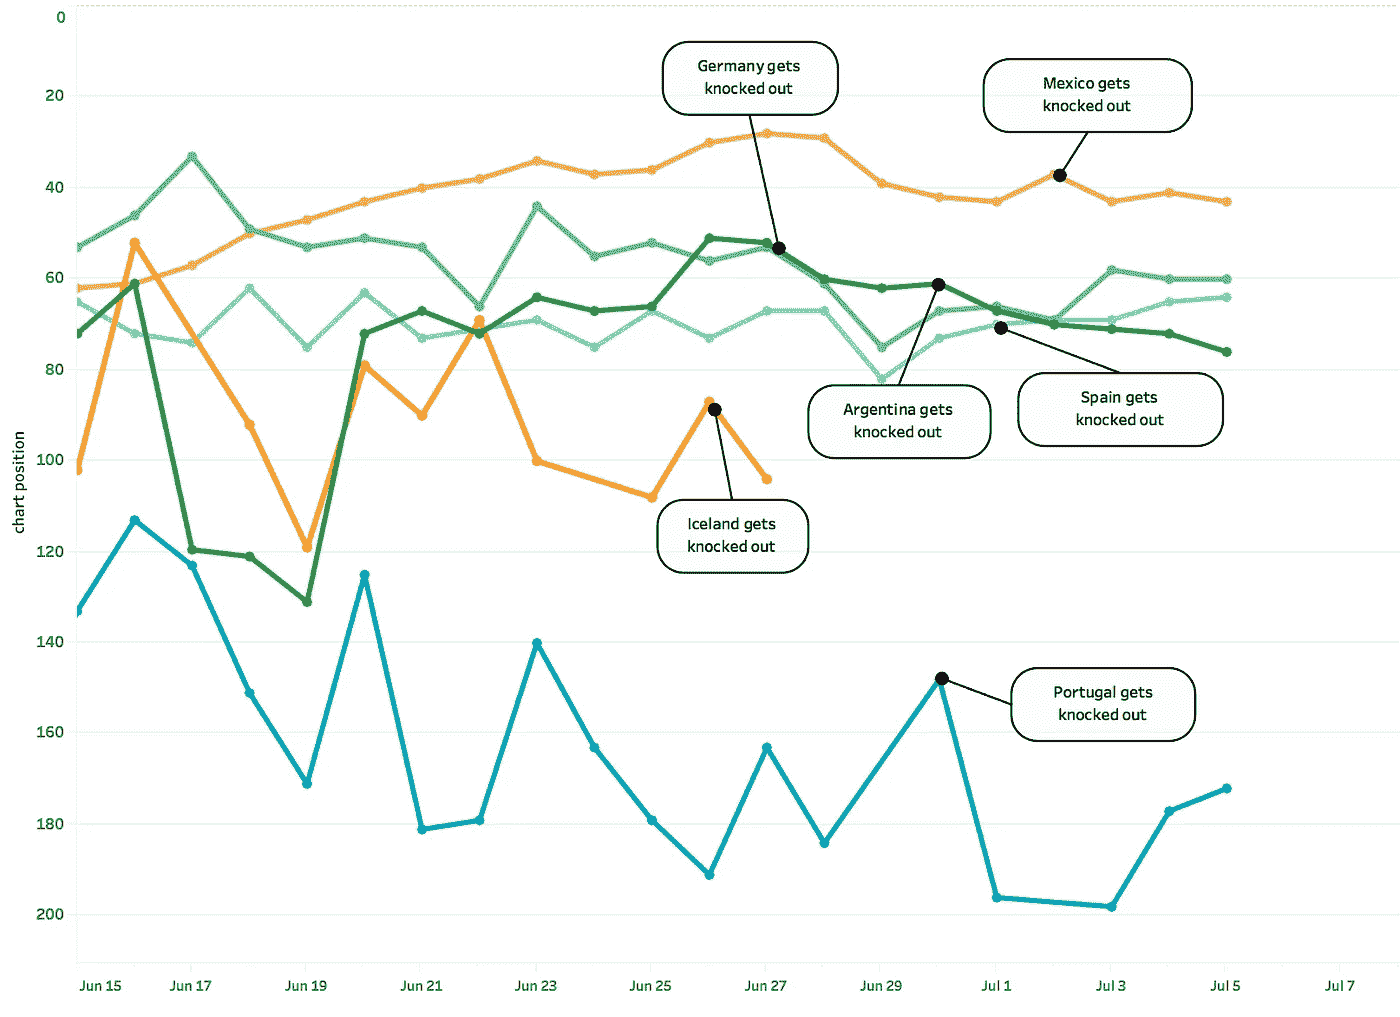 0
20
40
60
80
100
120
140
160
180
200
chart position
Germany gets
knocked out
Mexico gets
knocked out
Argentina gets
knocked out
Spain gets
knocked out
Iceland gets
knocked out
Portugal gets
knocked out
Jun 15
Jun 17
Jun 19
Jun 21
Jun 23
Jun 25
Jun 27
Jun 29
Jul 1
Jul 3
Jul 5
Jul 7